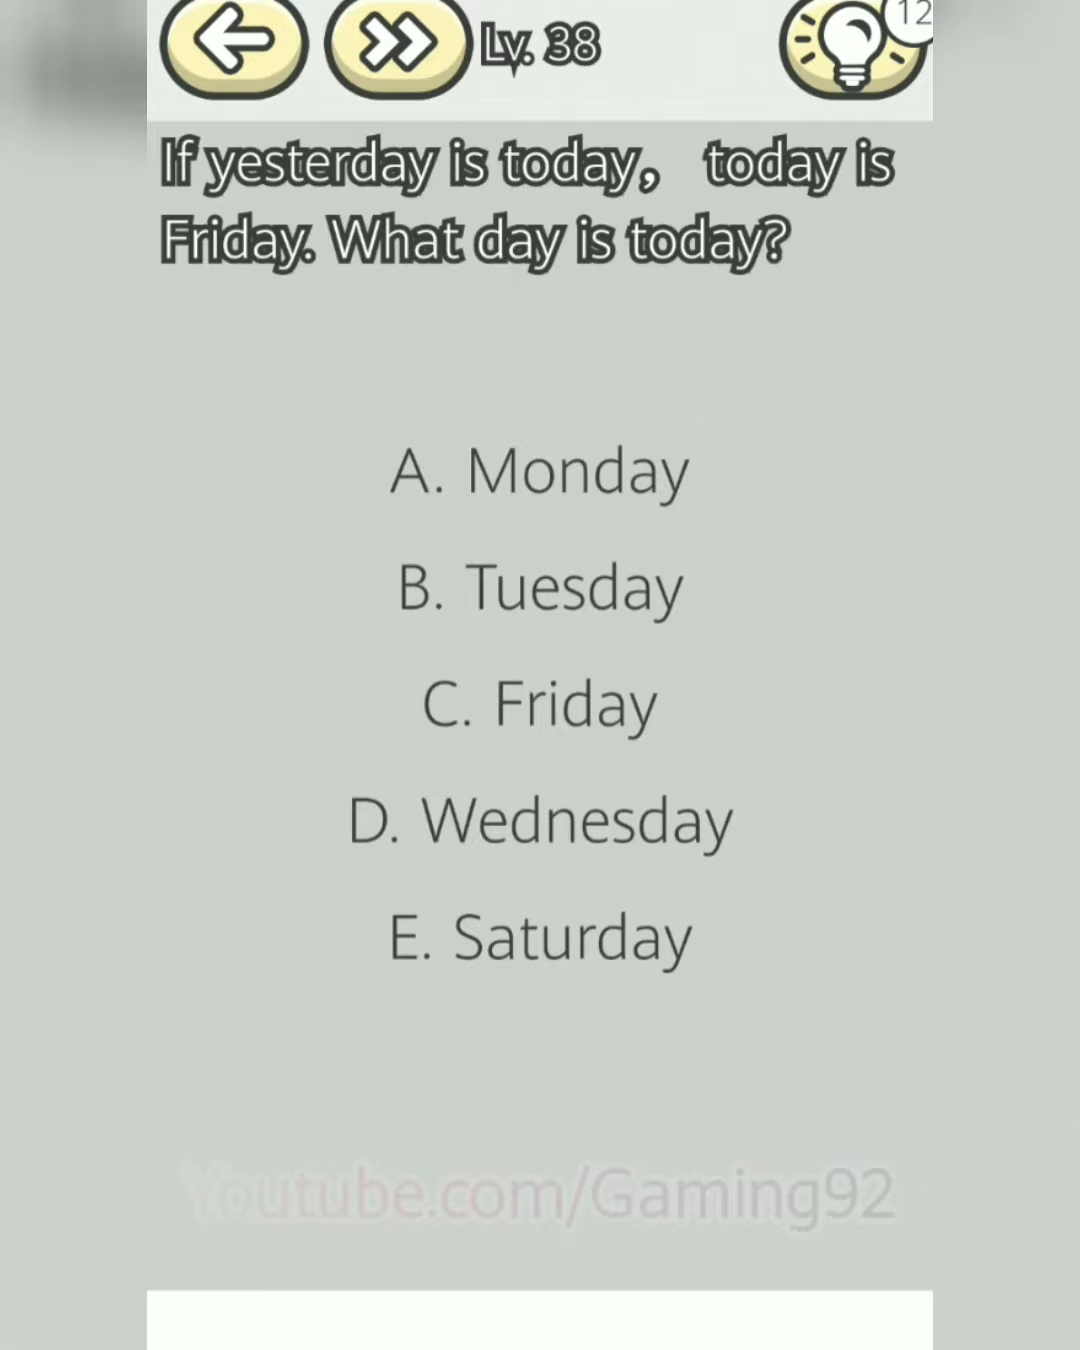 Lv. 38
12
If yesterday is today, today is
Friday. What day is today?
A. Monday
B. Tuesday
C. Friday
D. Wednesday
E. Saturday
Youtube.com/Gaming92